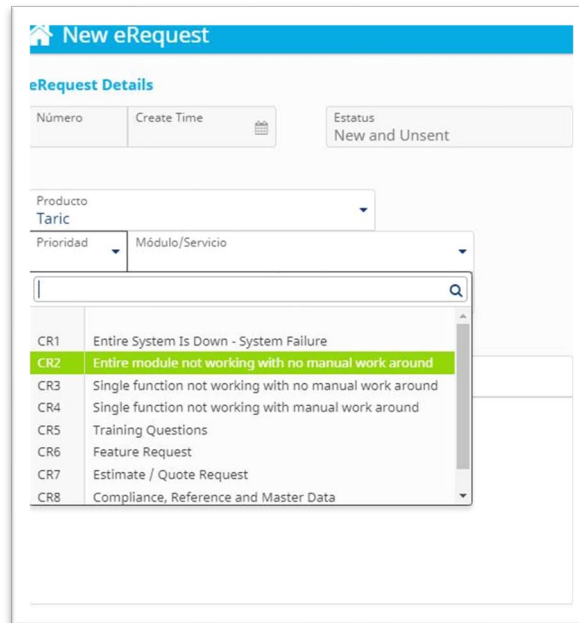 New eRequest
eRequest Details
Número
Create Time
Estatus
New and Unsent
Producto
Taric
Prioridad
Módulo/Servicio
CR1 Entire System Is Down - System Failure
CR2 Entire module not working with no manual work around
CR3 Single function not working with no manual work around
CR4 Single function not working with manual work around
CR5 Training Questions
CR6 Feature Request
CR7 Estimate / Quote Request
CR8 Compliance, Reference and Master Data